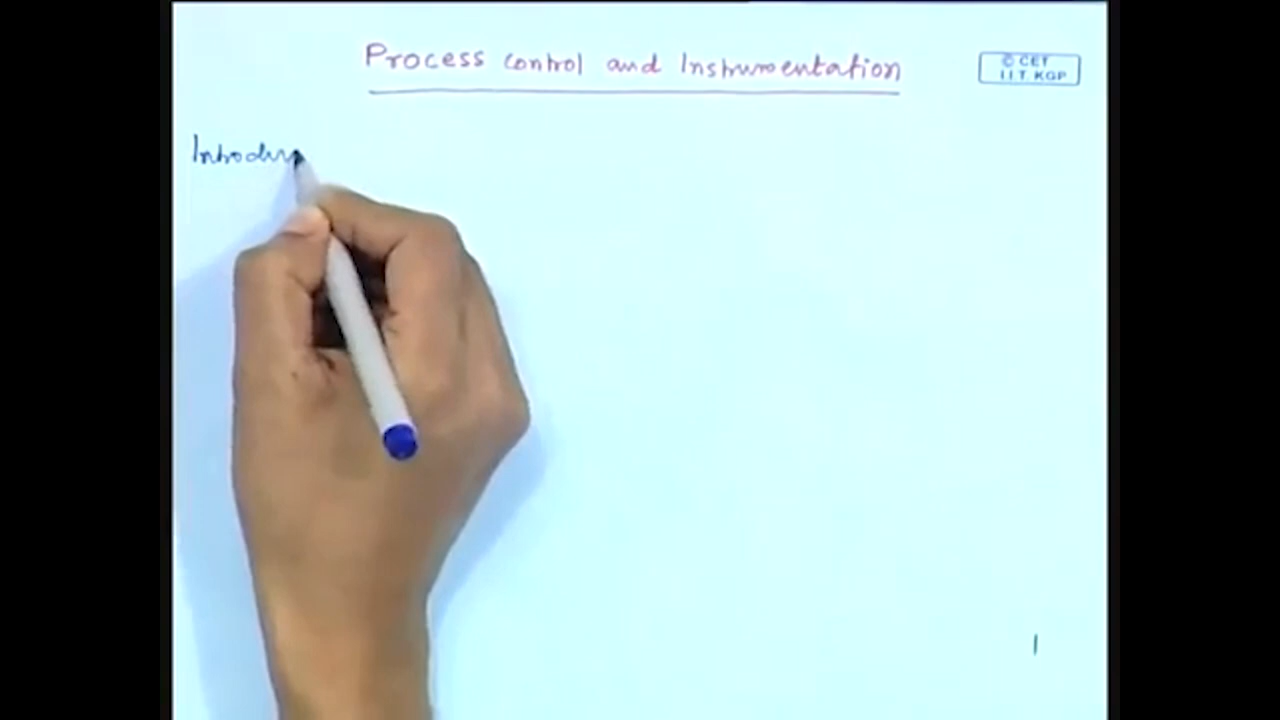 Process control and Instrumentation
© CET
I.I.T. KGP
Introdu
1